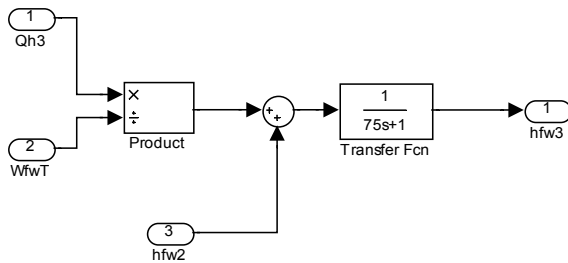 1
Qh3
2
WfwT
×
÷
Product
+
+
3
hfw2
1
75s+1
Transfer Fcn
1
hfw3